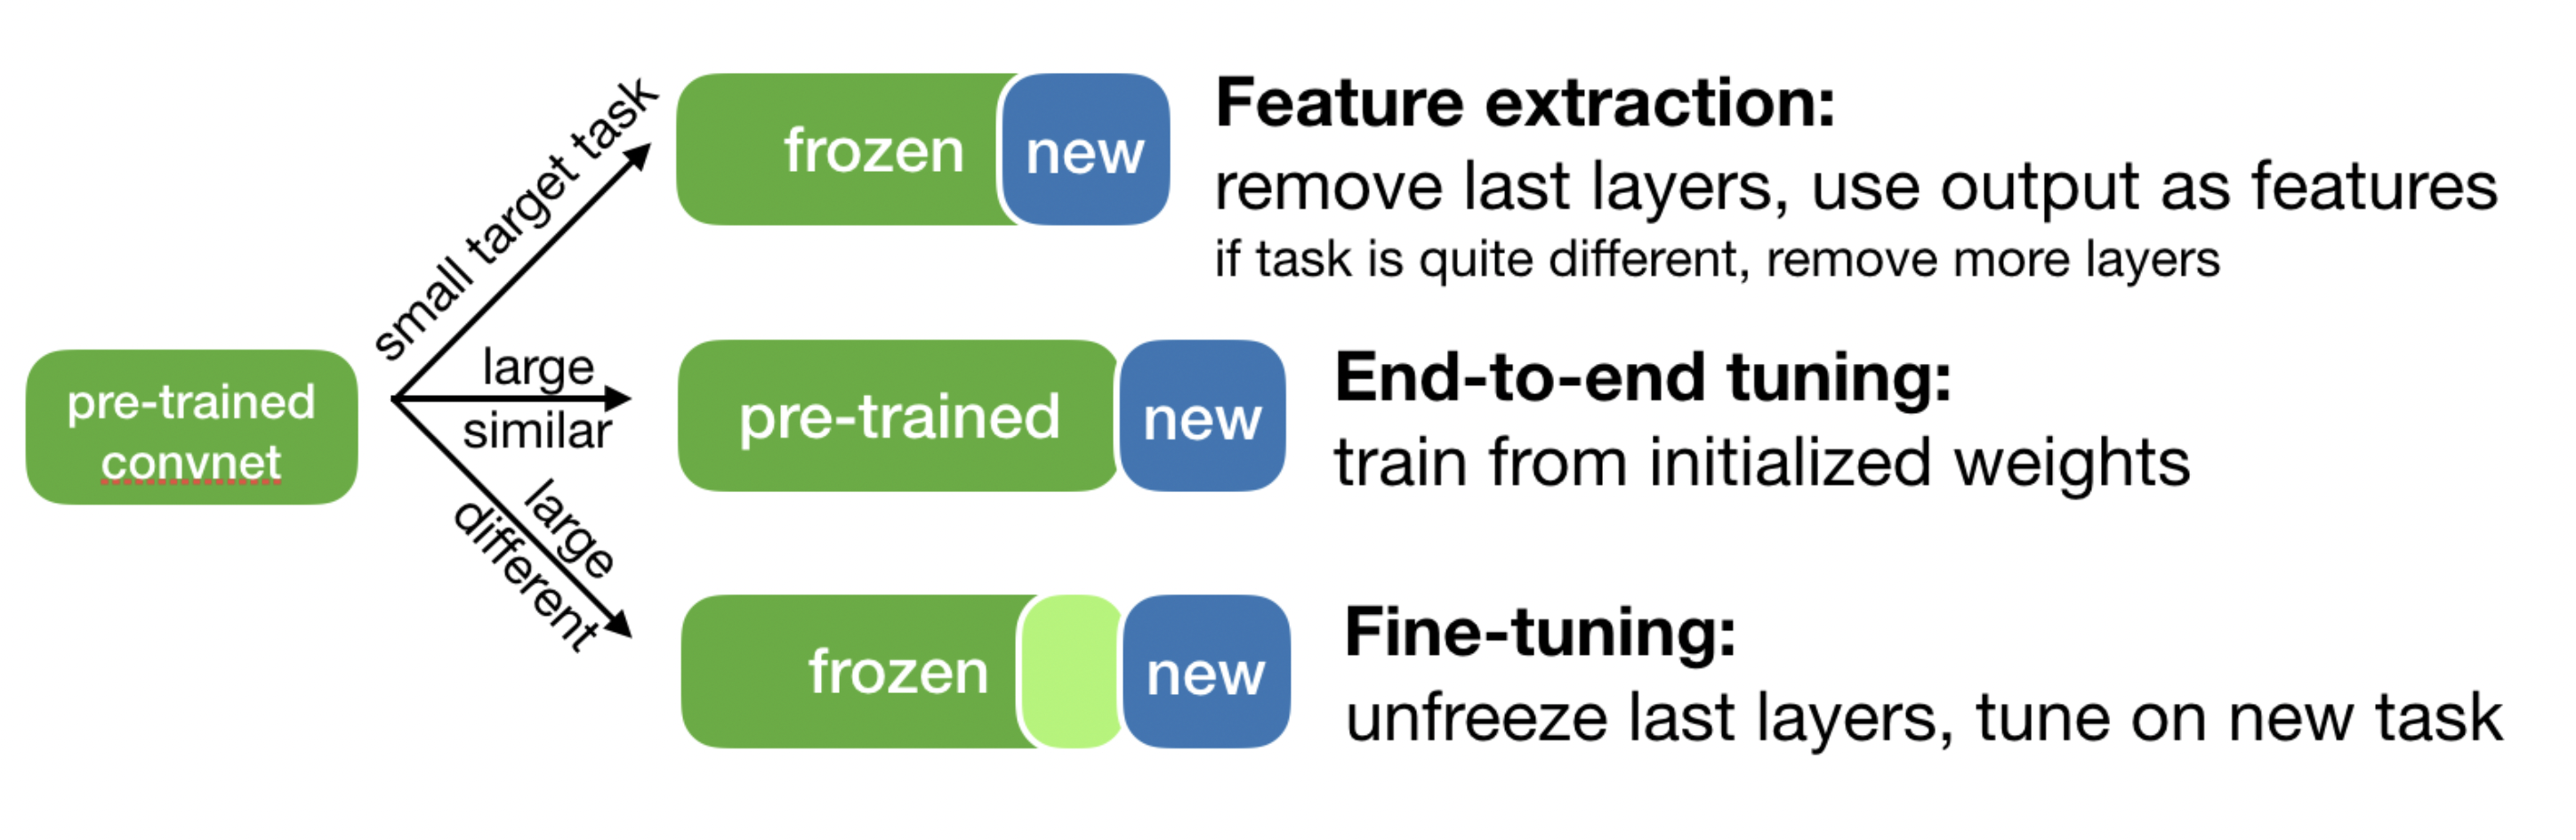 pre-trained
convnet
small target task
large
similar
large
different
frozen
new
Feature extraction:
remove last layers, use output as features
if task is quite different, remove more layers
pre-trained
new
End-to-end tuning:
train from initialized weights
frozen
new
Fine-tuning:
unfreeze last layers, tune on new task